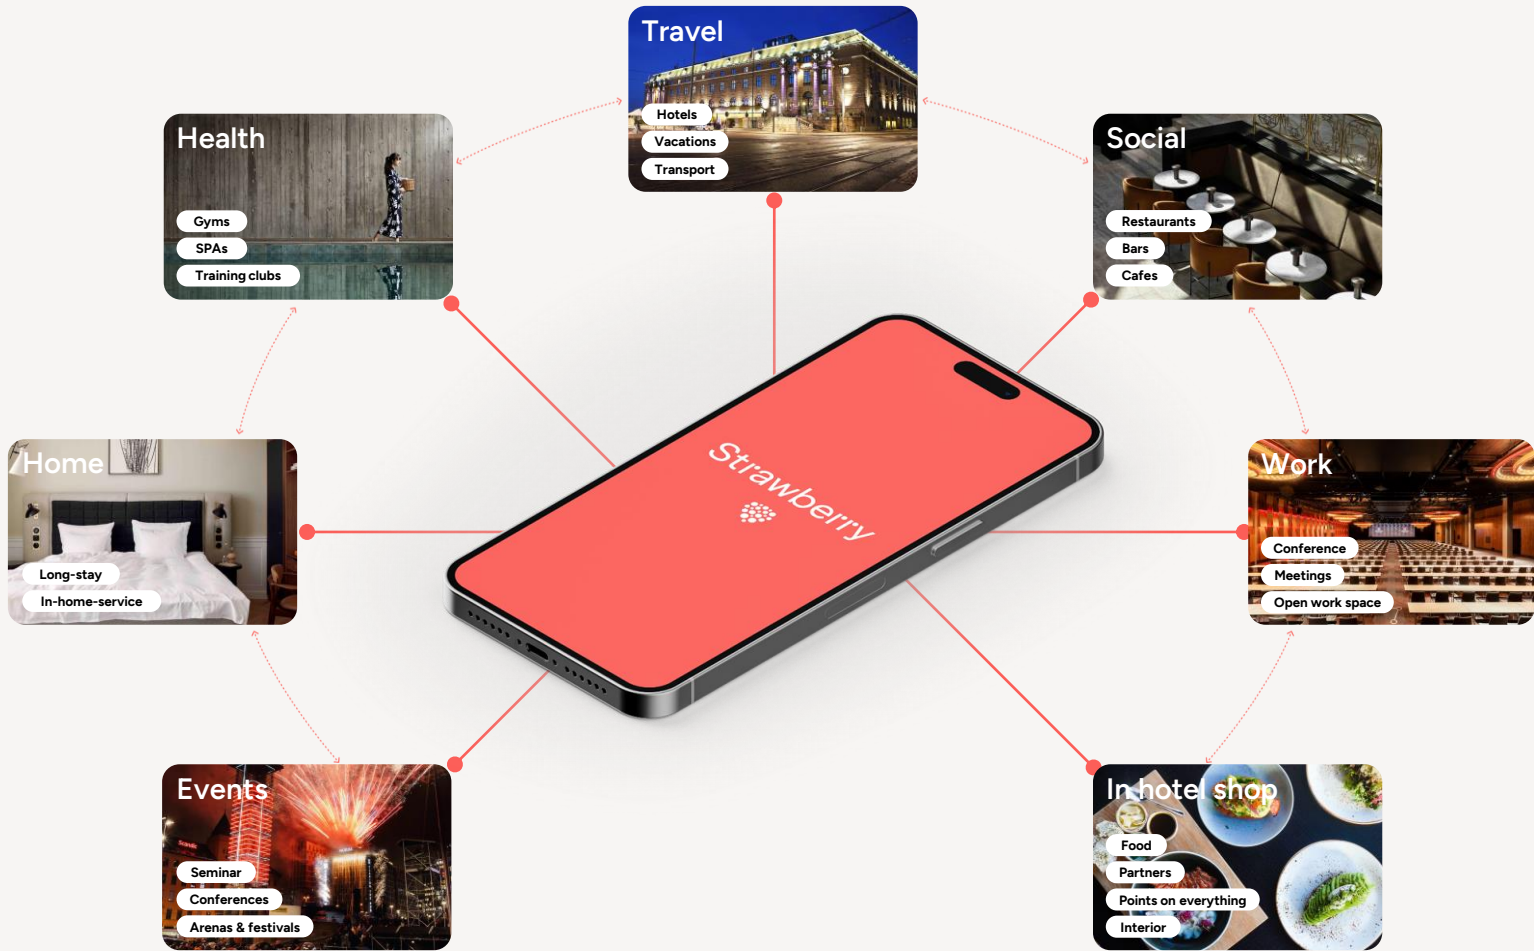 Travel
Hotels
Vacations
Transport
Health
Gyms
SPAs
Training clubs
Social
Restaurants
Bars
Cafes
Home
Long-stay
In-home-service
Strawberry
Work
Conference
Meetings
Open work space
Events
Seminar
Conferences
Arenas & festivals
In hotel shop
Food
Partners
Points on everything
Interior